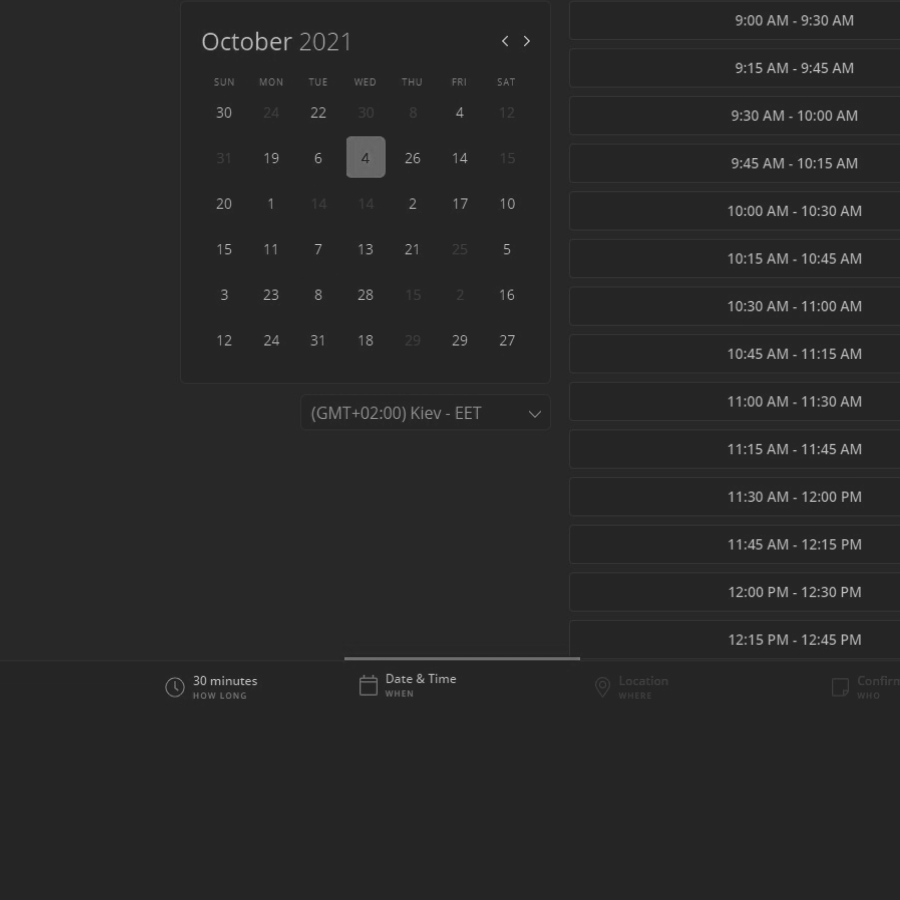 October 2021
SUN MON TUE WED THU FRI SAT
30 24 22 30 8 4 12
31 19 6 4 26 14 15
20 1 14 14 2 17 10
15 11 7 13 21 25 5
3 23 8 28 15 2 16
12 24 31 18 29 29 27
(GMT+02:00) Kiev - EET
9:00 AM - 9:30 AM
9:15 AM - 9:45 AM
9:30 AM - 10:00 AM
9:45 AM - 10:15 AM
10:00 AM - 10:30 AM
10:15 AM - 10:45 AM
10:30 AM - 11:00 AM
10:45 AM - 11:15 AM
11:00 AM - 11:30 AM
11:15 AM - 11:45 AM
11:30 AM - 12:00 PM
11:45 AM - 12:15 PM
12:00 PM - 12:30 PM
12:15 PM - 12:45 PM
30 minutes
HOW LONG
Date & Time
WHEN
Location
WHERE
Confirm
WHO